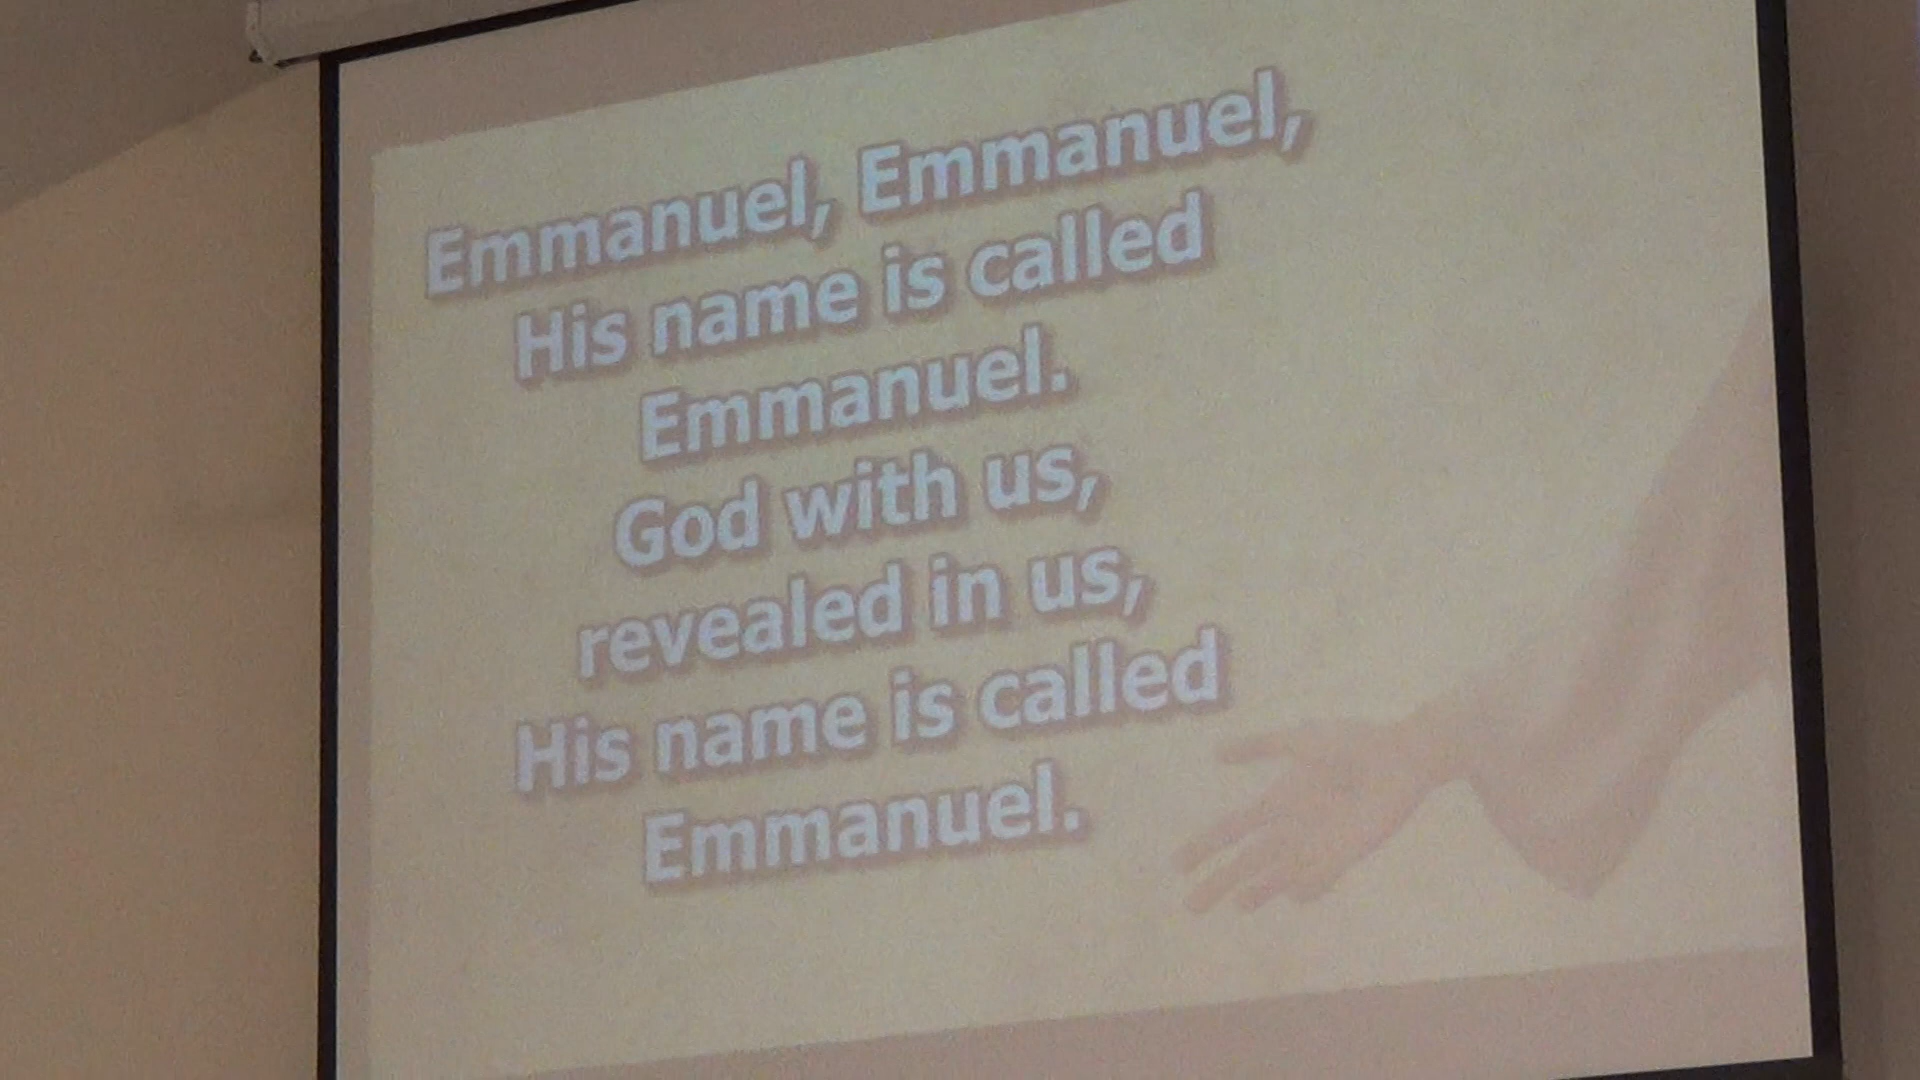 Emmanuel, Emmanuel,
His name is called
Emmanuel.
God with us,
revealed in us,
His name is called
Emmanuel.